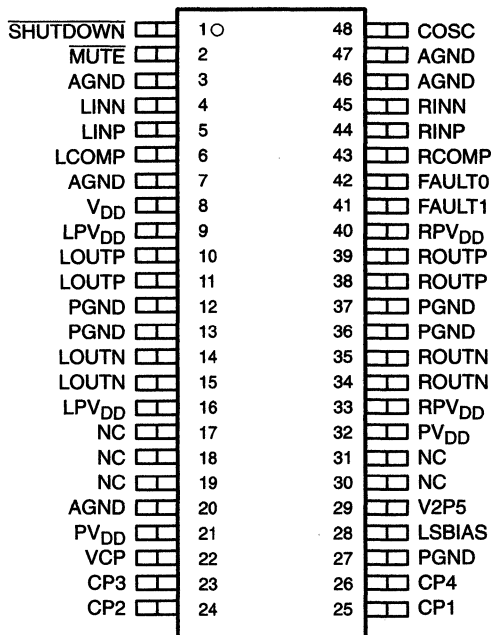 SHUTDOWN 1 48 COSC
MUTE 2 47 AGND
AGND 3 46 AGND
LINN 4 45 RINN
LINP 5 44 RINP
LCOMP 6 43 RCOMP
AGND 7 42 FAULT0
VDD 8 41 FAULT1
LPVDD 9 40 RPVDD
LOUTP 10 39 ROUTP
LOUTP 11 38 ROUTP
PGND 12 37 PGND
PGND 13 36 PGND
LOUTN 14 35 ROUTN
LOUTN 15 34 ROUTN
LPVDD 16 33 RPVDD
NC 17 32 PVDD
NC 18 31 NC
NC 19 30 NC
AGND 20 29 V2P5
PVDD 21 28 LSBIAS
VCP 22 27 PGND
CP3 23 26 CP4
CP2 24 25 CP1